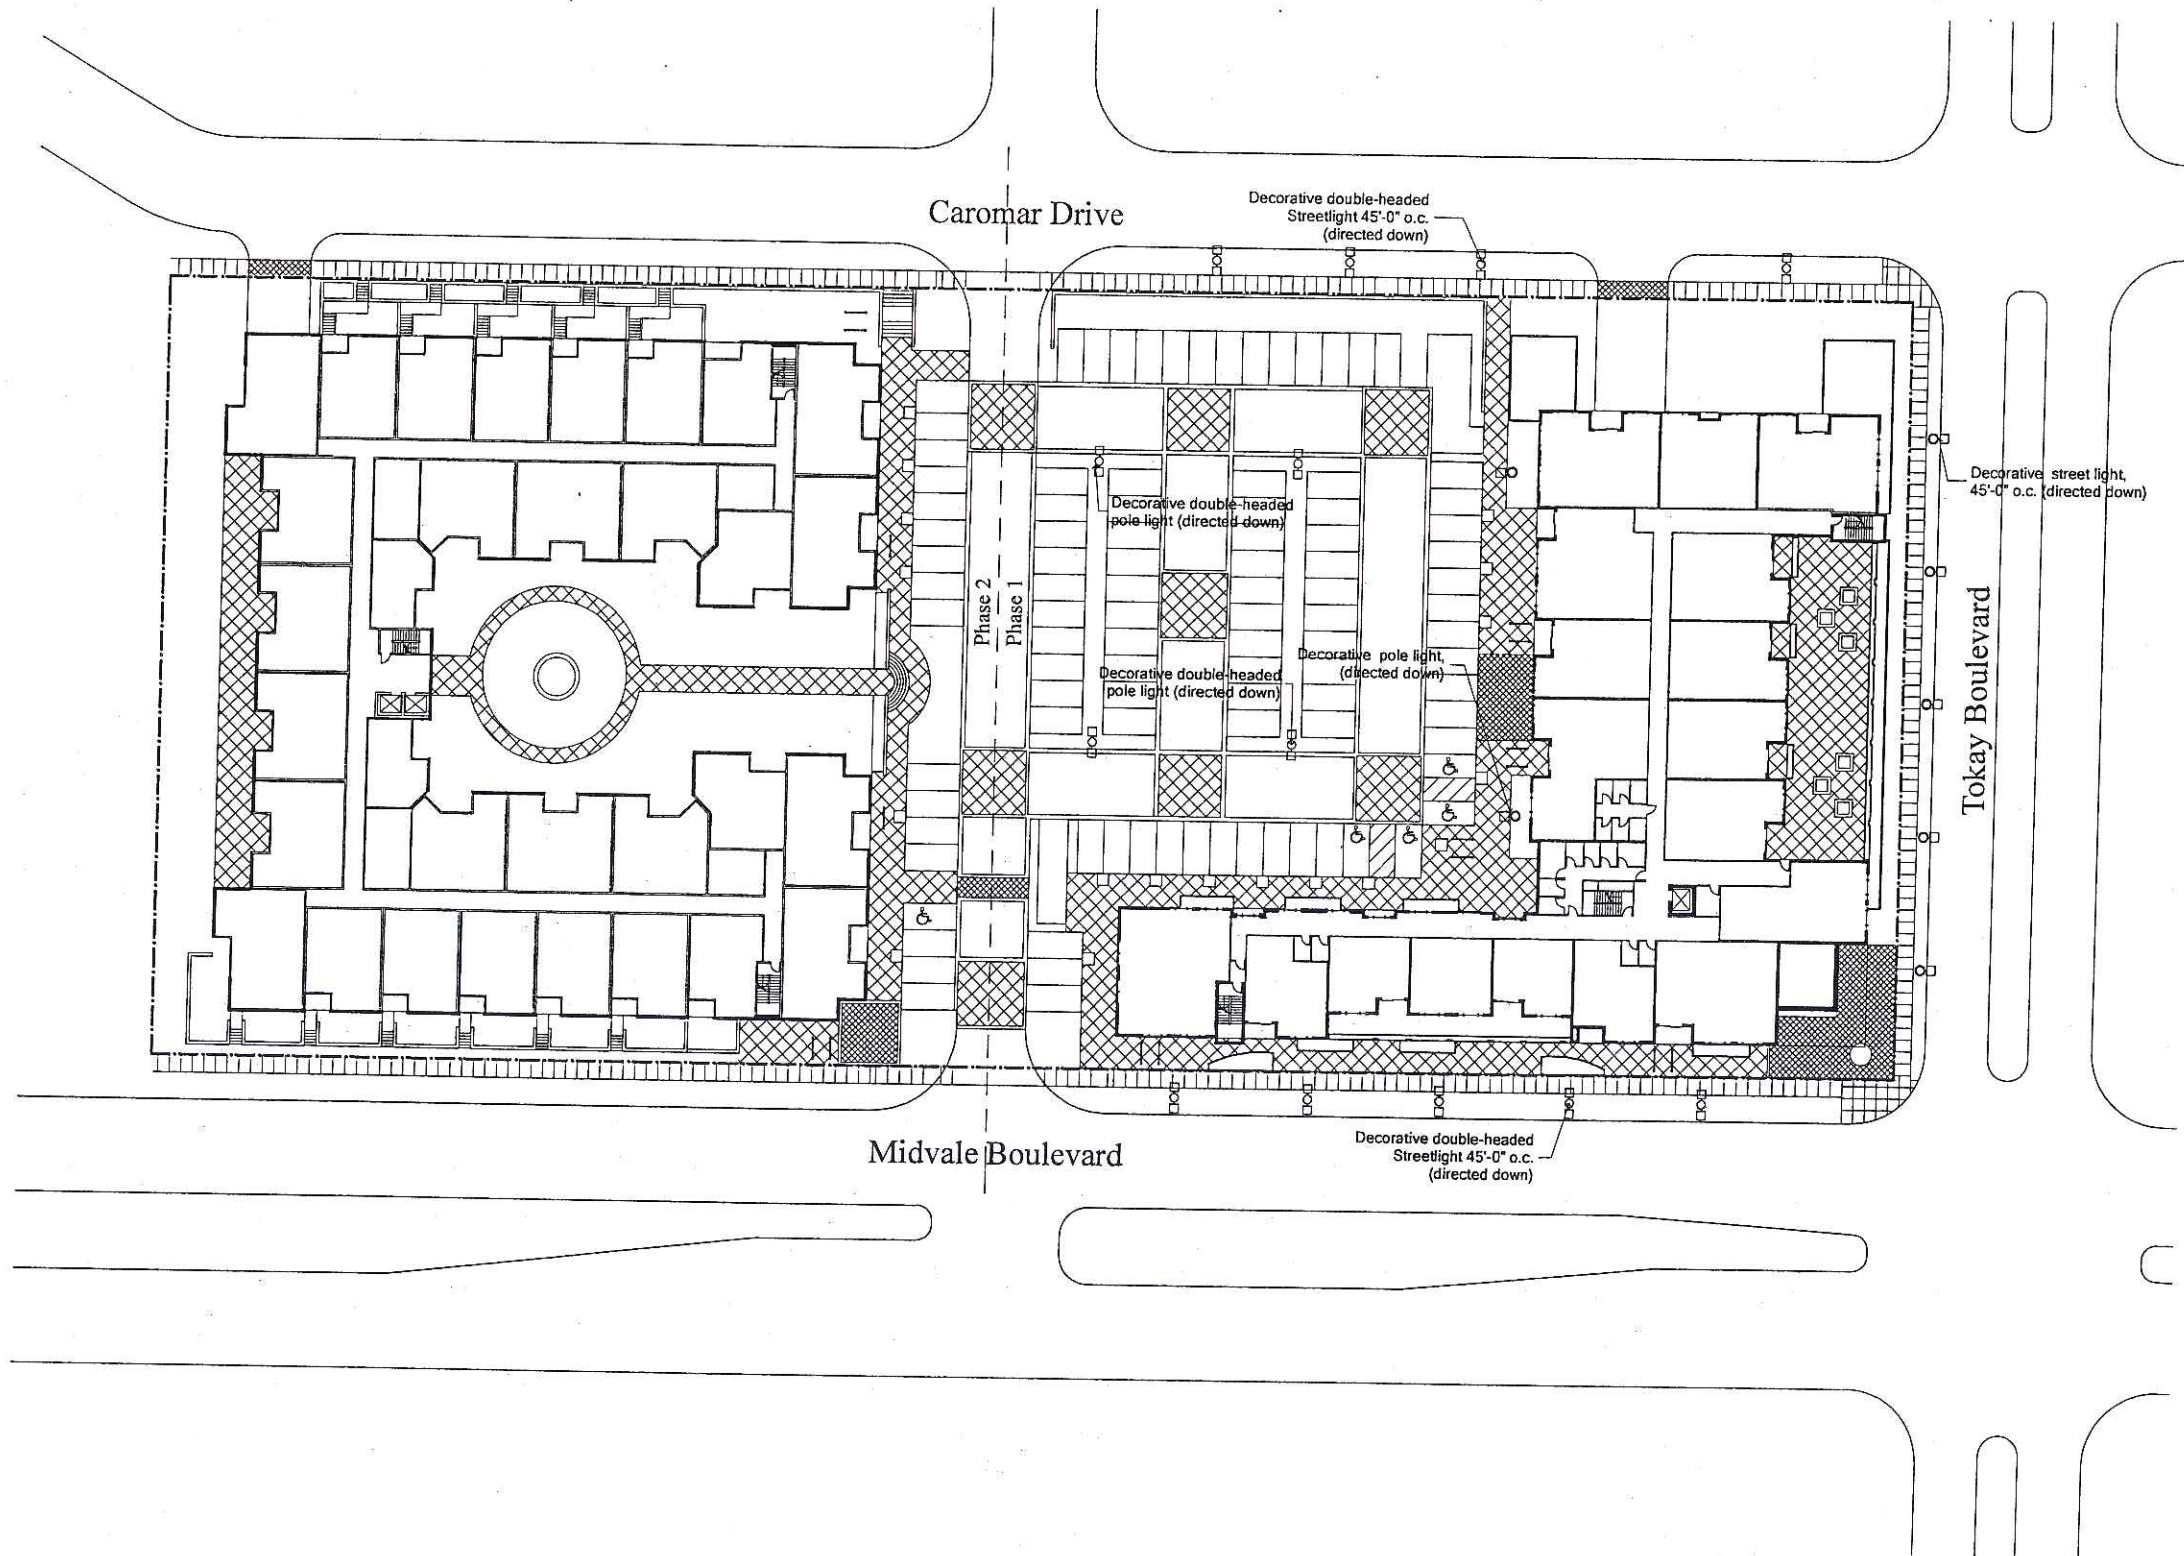 Caromar Drive
Decorative double-headed
Streetlight 45'-0" o.c.
(directed down)
Decorative street light,
45'-0" o.c. (directed down)
Decorative double-headed
pole light (directed down)
Phase 2
Phase 1
Decorative pole light,
(directed down)
Decorative double-headed
pole light (directed down)
Tokay Boulevard
Midvale Boulevard
Decorative double-headed
Streetlight 45'-0" o.c.
(directed down)